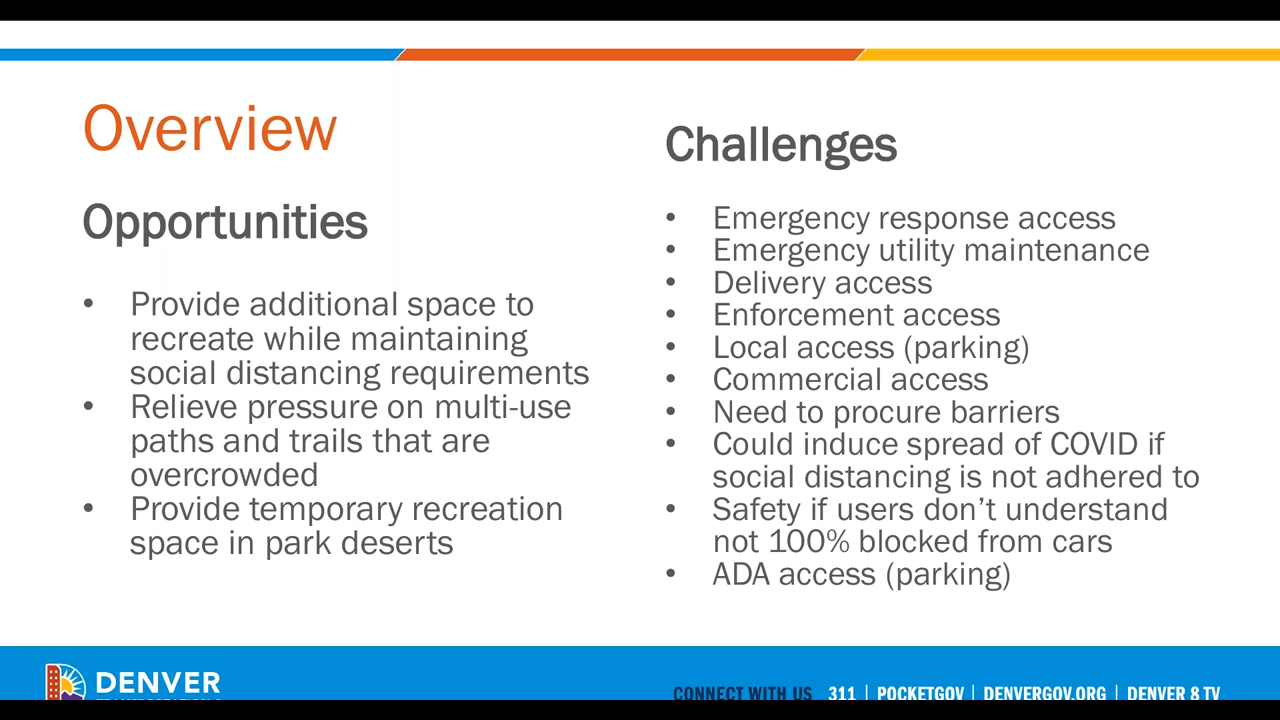 Overview
Opportunities
• Provide additional space to
recreate while maintaining
social distancing requirements
• Relieve pressure on multi-use
paths and trails that are
overcrowded
• Provide temporary recreation
space in park deserts
Challenges
• Emergency response access
• Emergency utility maintenance
• Delivery access
• Enforcement access
• Local access (parking)
• Commercial access
• Need to procure barriers
• Could induce spread of COVID if
social distancing is not adhered to
• Safety if users don’t understand
not 100% blocked from cars
• ADA access (parking)
DENVER
CONNECT WITH US 311 | POCKETGOV | DENVERGOV.ORG | DENVER 8 TV